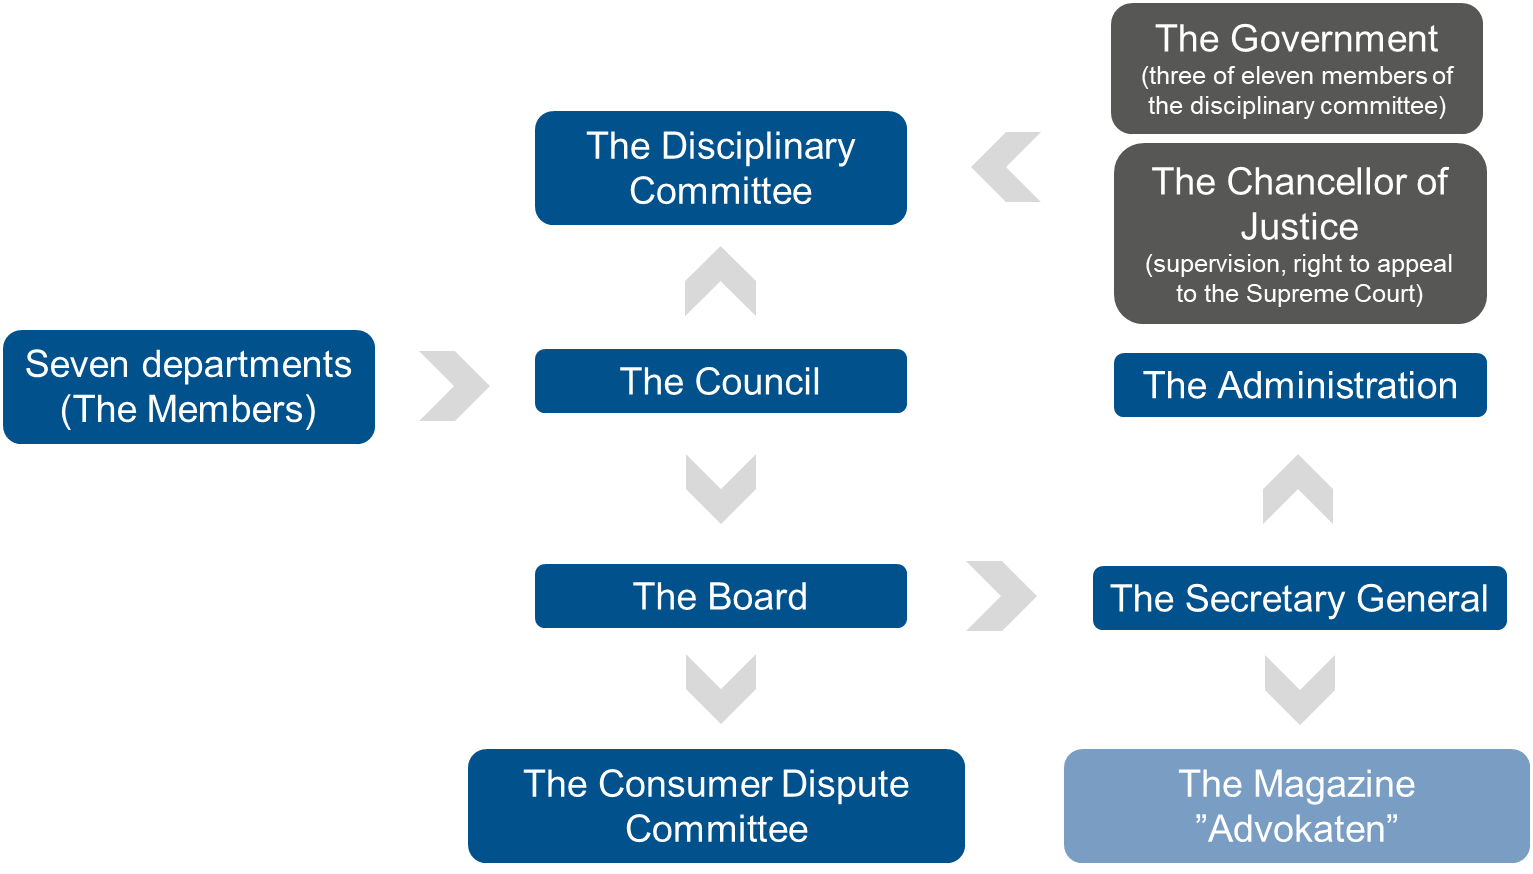 The Government
(three of eleven members of
the disciplinary committee)
The Disciplinary
Committee
The Chancellor of
Justice
(supervision, right to appeal
to the Supreme Court)
Seven departments
(The Members)
The Council
The Administration
The Board
The Secretary General
The Consumer Dispute
Committee
The Magazine
”Advokaten”